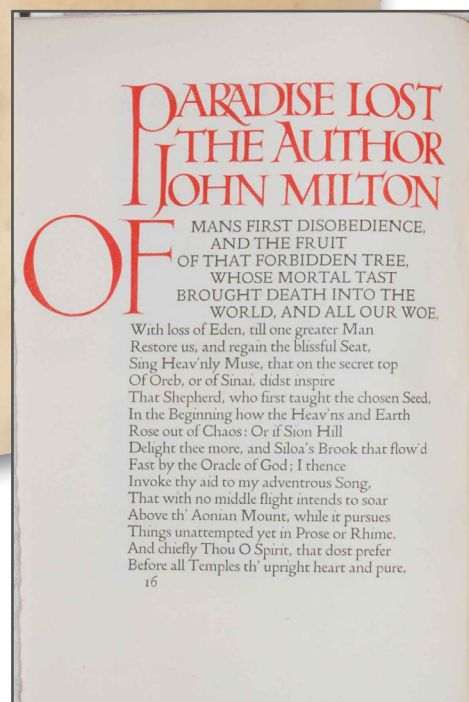 PARADISE LOST
THE AUTHOR
JOHN MILTON
OF MANS FIRST DISOBEDIENCE,
AND THE FRUIT
OF THAT FORBIDDEN TREE,
WHOSE MORTAL TAST
BROUGHT DEATH INTO THE
WORLD, AND ALL OUR WOE,
With loss of Eden, till one greater Man
Restore us, and regain the blissful Seat,
Sing Heav'nly Muse, that on the secret top
Of Oreb, or of Sinai, didst inspire
That Shepherd, who first taught the chosen Seed,
In the Beginning how the Heav'ns and Earth
Rose out of Chaos: Or if Sion Hill
Delight thee more, and Siloa's Brook that flow'd
Fast by the Oracle of God; I thence
Invoke thy aid to my adventrous Song,
That with no middle flight intends to soar
Above th' Aonian Mount, while it pursues
Things unattempted yet in Prose or Rhime.
And chiefly Thou O Spirit, that dost prefer
Before all Temples th' upright heart and pure,
16